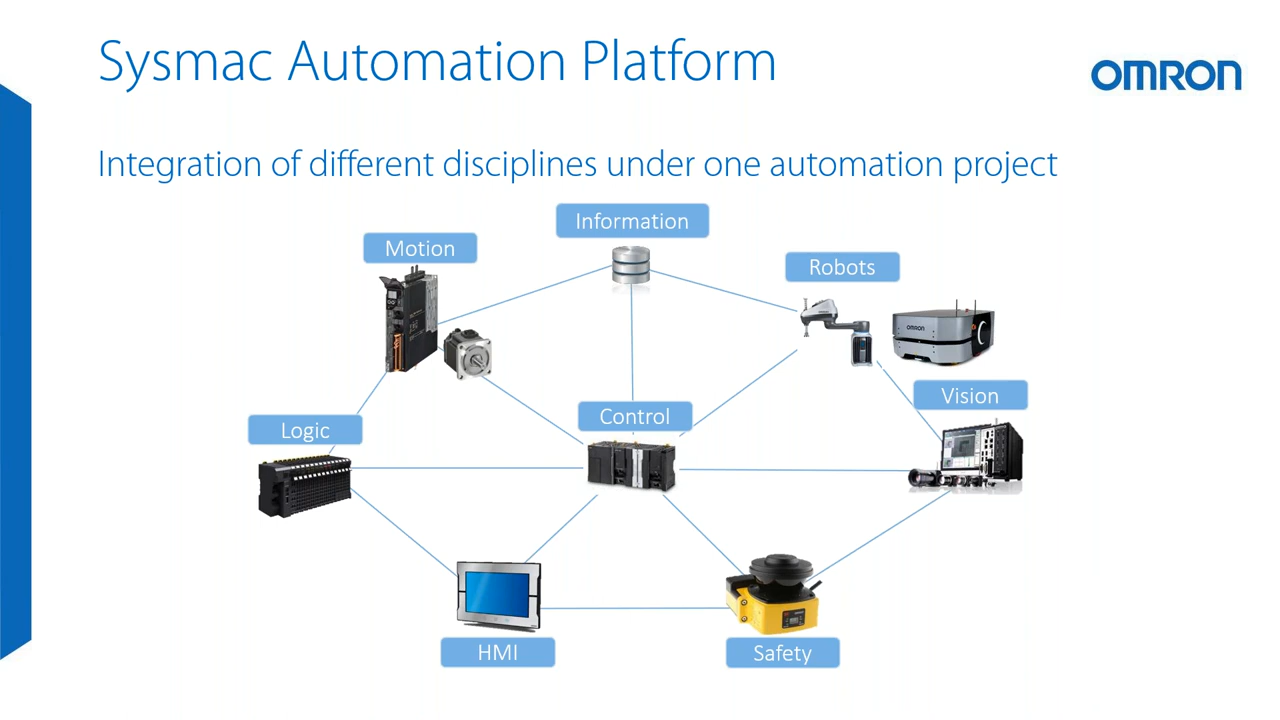 Sysmac Automation Platform
OMRON
Integration of different disciplines under one automation project
Information
Motion
Robots
OMRON
Vision
Control
Logic
HMI
Safety